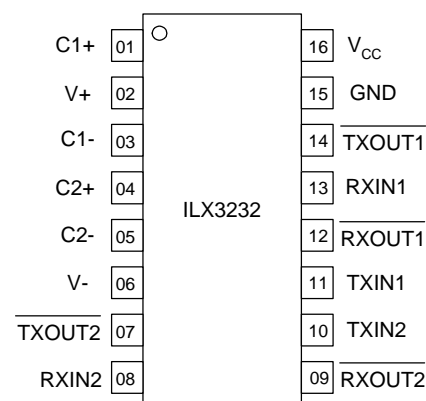 C1+ 01 16 V_CC
V+ 02 15 GND
C1- 03 14 TXOUT1
C2+ 04 13 RXIN1
ILX3232
C2- 05 12 RXOUT1
V- 06 11 TXIN1
TXOUT2 07 10 TXIN2
RXIN2 08 09 RXOUT2